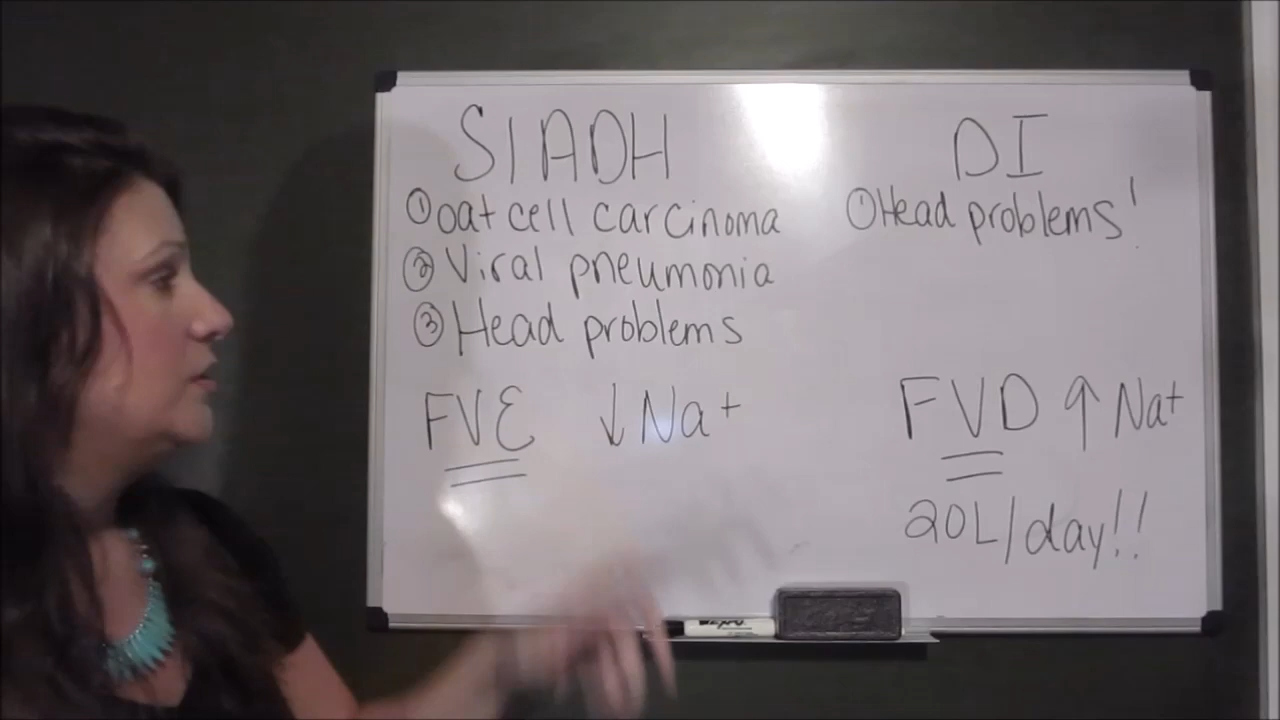 SIADH
① oat cell carcinoma
② Viral pneumonia
③ Head problems
FVE ↓ Na+
DI
① Head problems!
FVD ↑ Na+
20L/day!!
EXPO